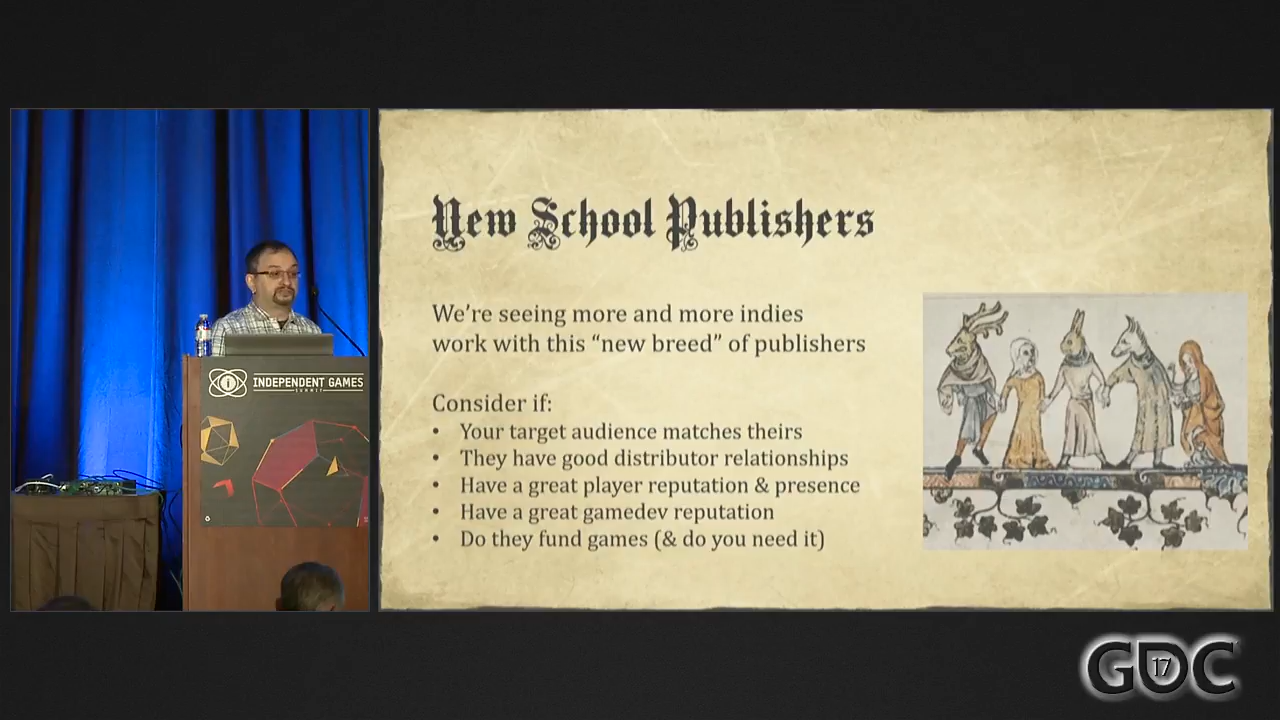 New School Publishers
We're seeing more and more indies
work with this "new breed" of publishers
Consider if:
• Your target audience matches theirs
• They have good distributor relationships
• Have a great player reputation & presence
• Have a great gamedev reputation
• Do they fund games (& do you need it)
INDEPENDENT GAMES
SUMMIT
GDC
17